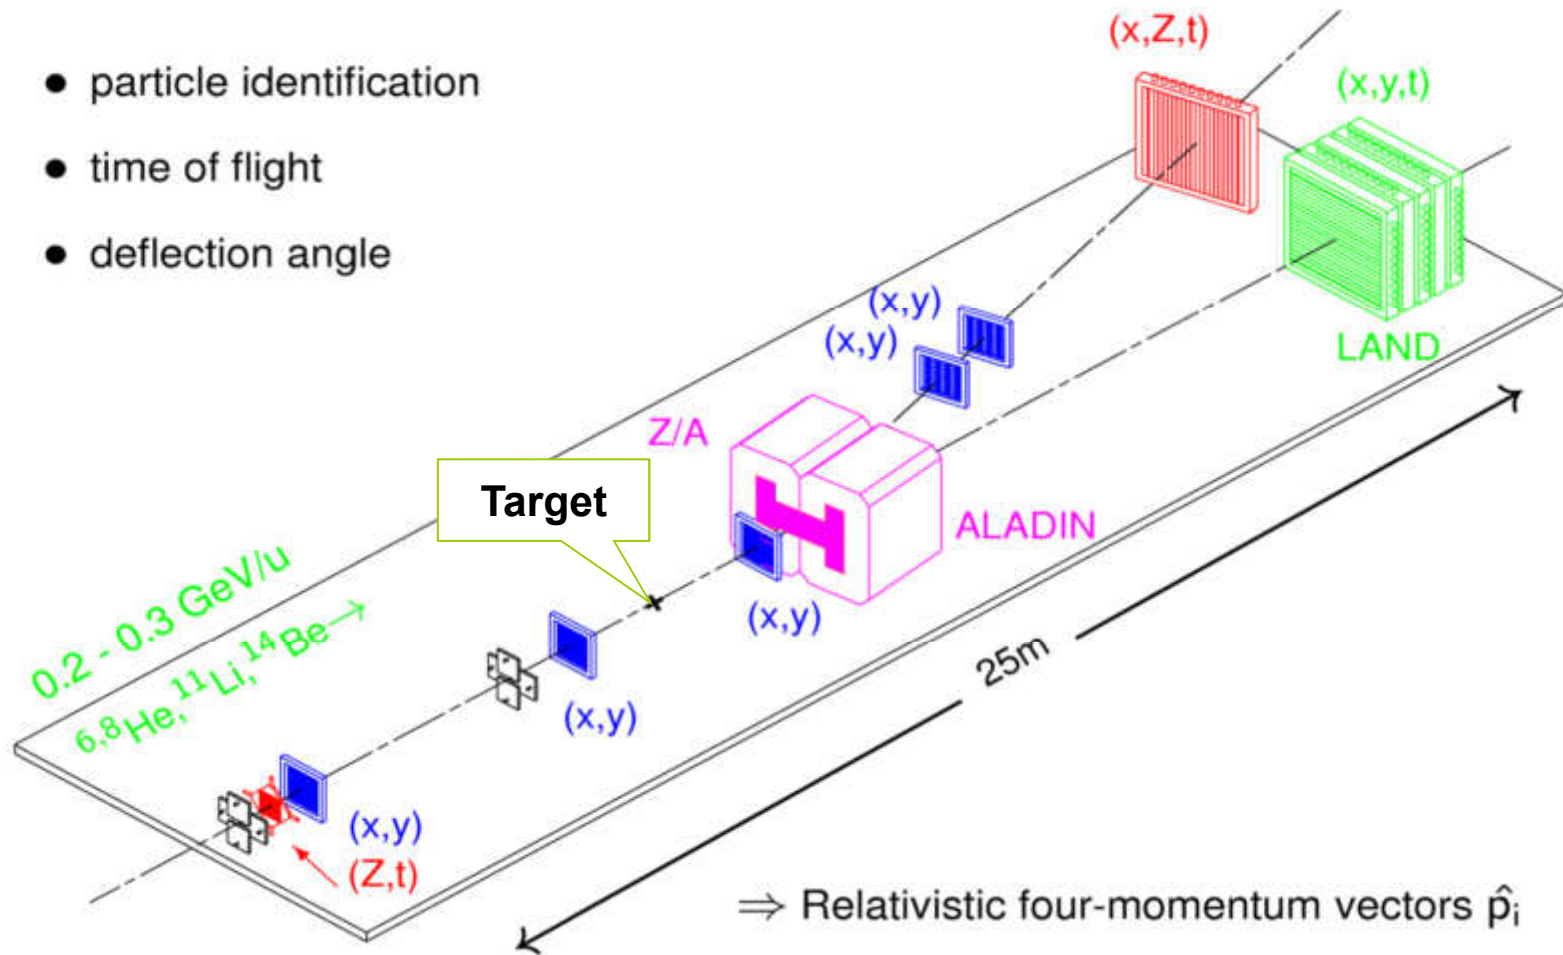 • particle identification
• time of flight
• deflection angle
(x,Z,t)
(x,y,t)
(x,y)
(x,y)
LAND
Z/A
Target
ALADIN
(x,y)
0.2 - 0.3 GeV/u
6,8He, 11Li, 14Be→
(x,y)
25m
(x,y)
(Z,t)
⇒ Relativistic four-momentum vectors p̂i